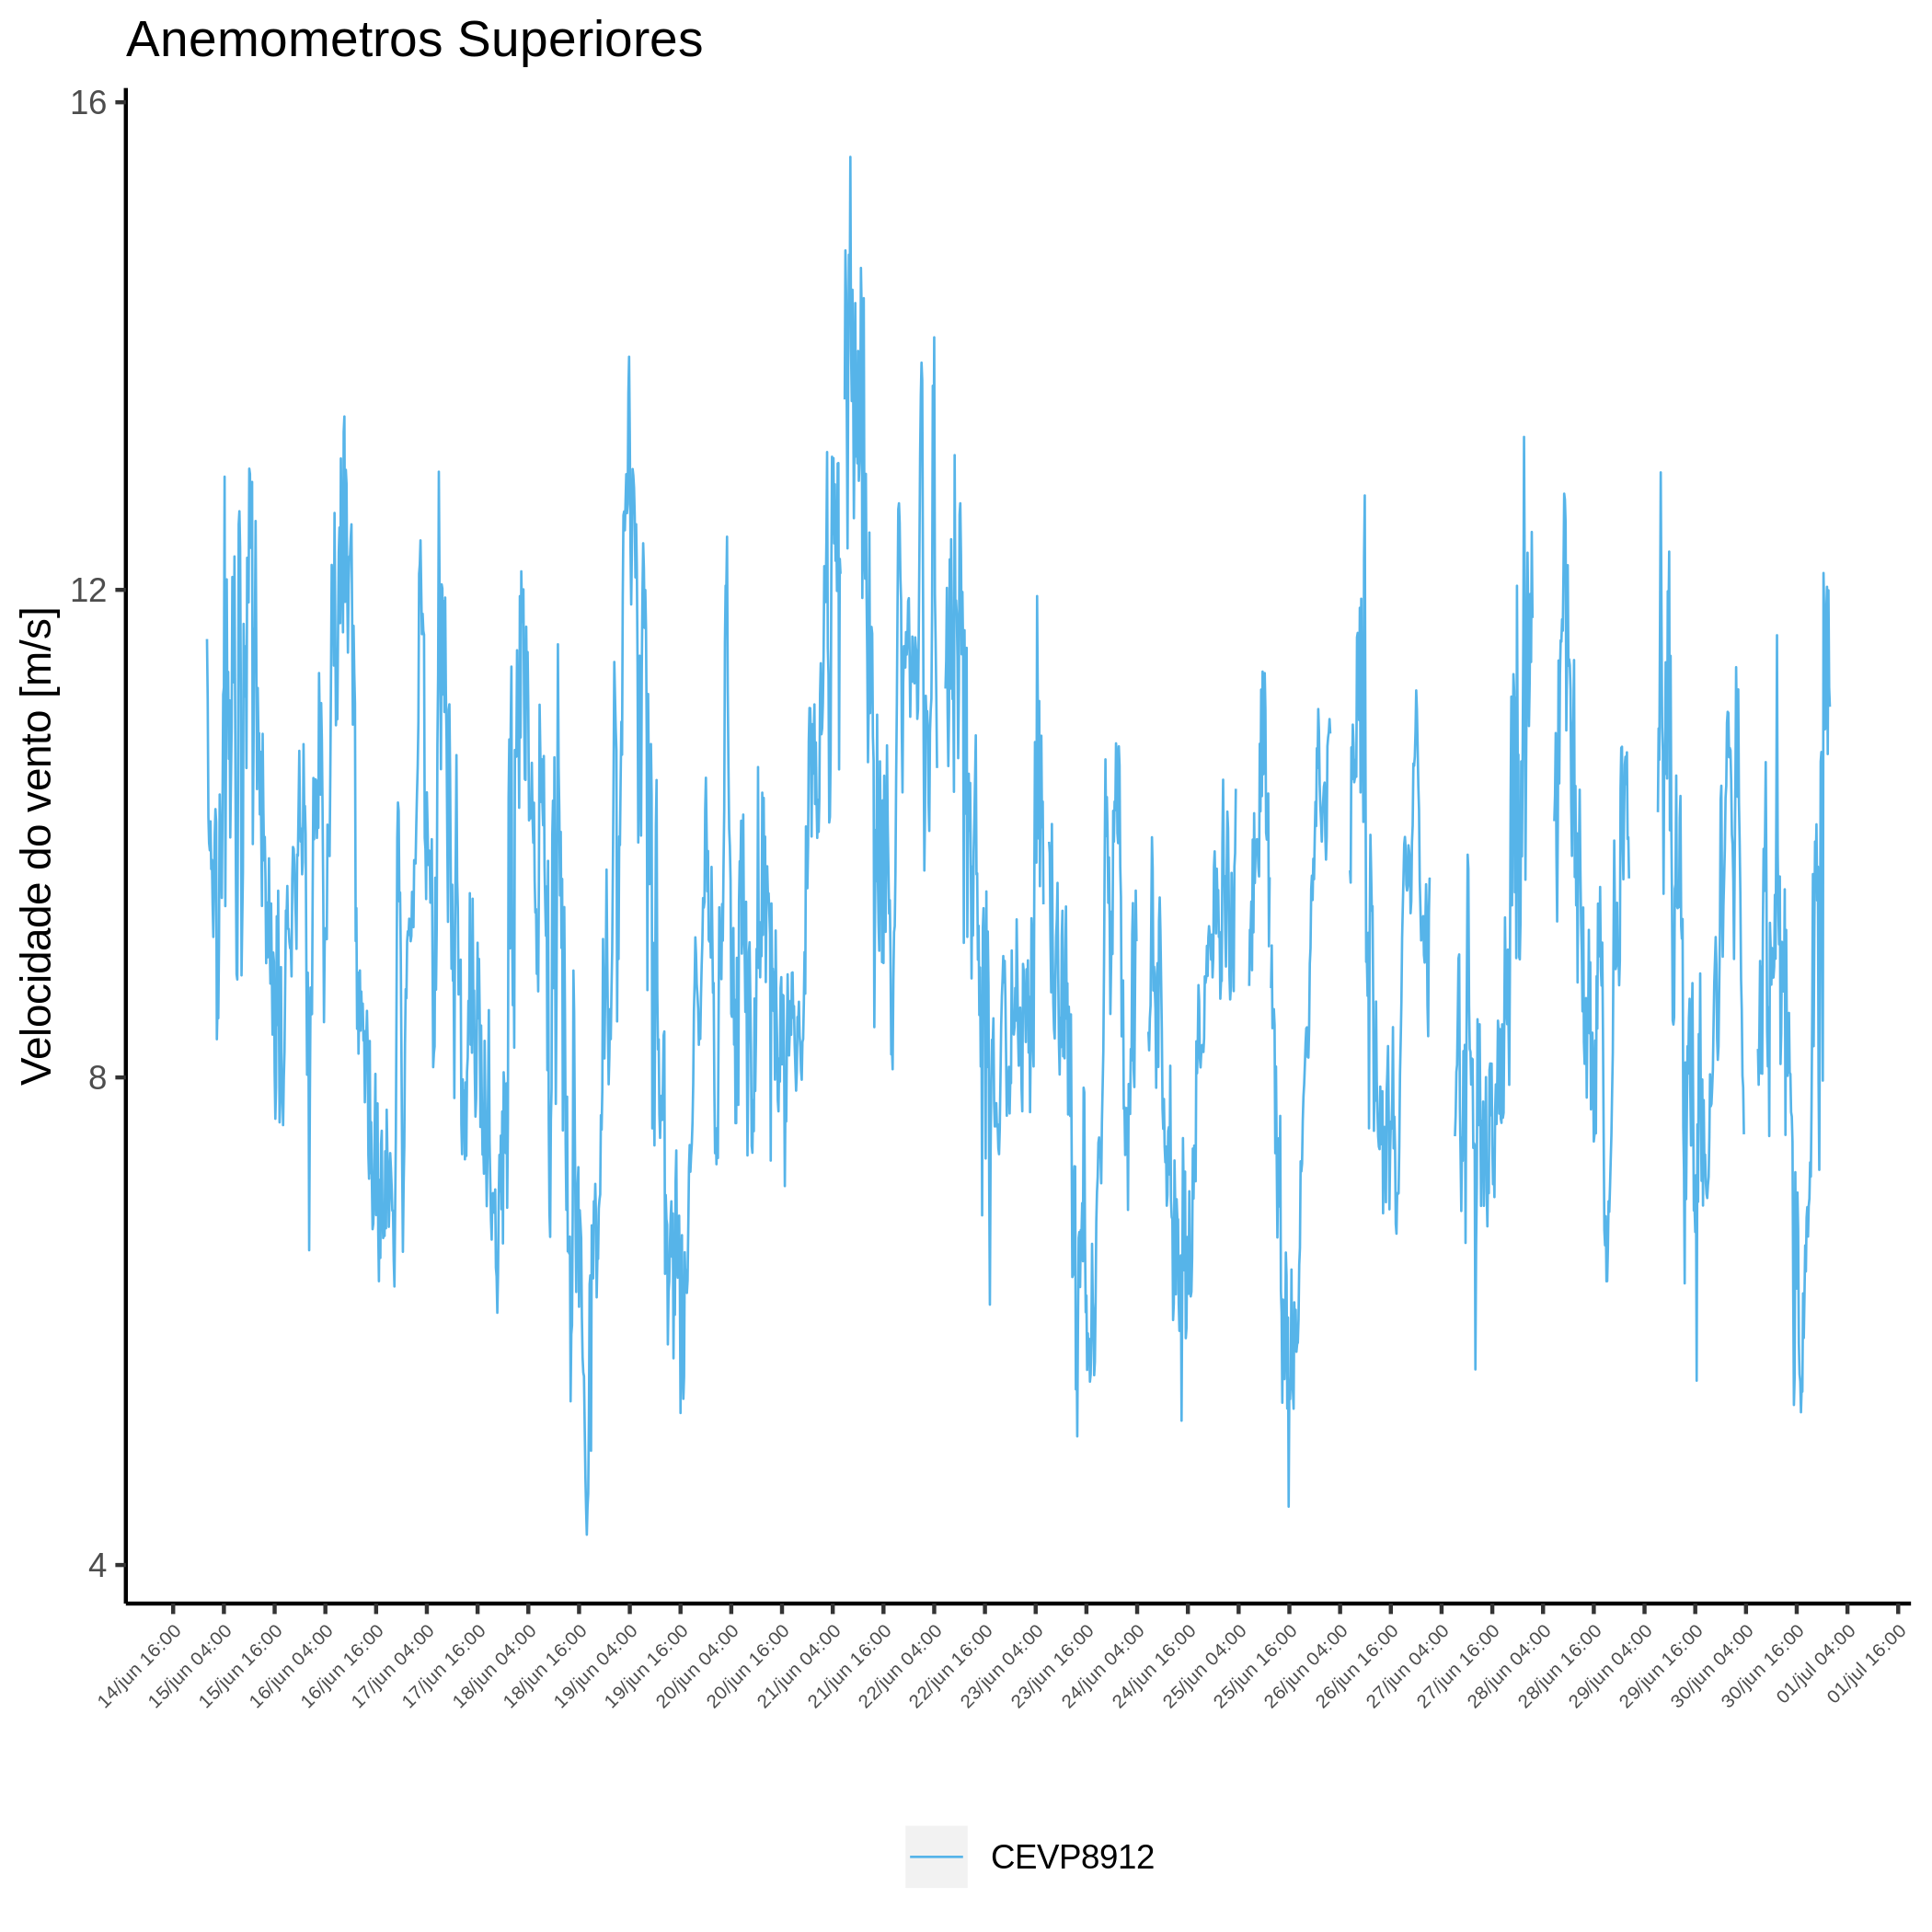 Anemometros Superiores
Velocidade do vento [m/s]
16
12
8
4
14/jun 16:00
15/jun 04:00
15/jun 16:00
16/jun 04:00
16/jun 16:00
17/jun 04:00
17/jun 16:00
18/jun 04:00
18/jun 16:00
19/jun 04:00
19/jun 16:00
20/jun 04:00
20/jun 16:00
21/jun 04:00
21/jun 16:00
22/jun 04:00
22/jun 16:00
23/jun 04:00
23/jun 16:00
24/jun 04:00
24/jun 16:00
25/jun 04:00
25/jun 16:00
26/jun 04:00
26/jun 16:00
27/jun 04:00
27/jun 16:00
28/jun 04:00
28/jun 16:00
29/jun 04:00
29/jun 16:00
30/jun 04:00
30/jun 16:00
01/jul 04:00
01/jul 16:00
CEVP8912